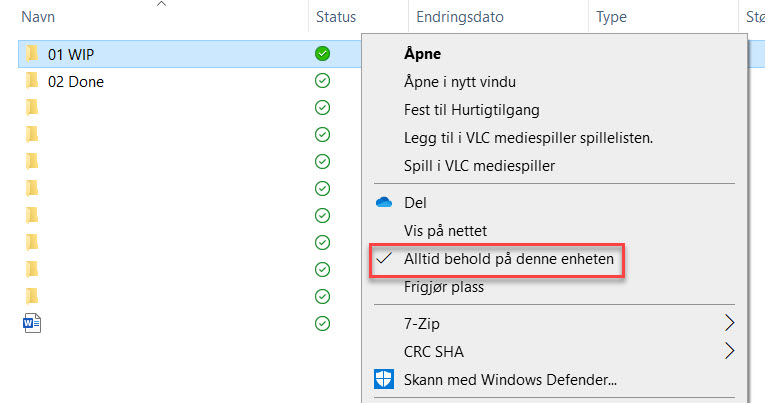 Navn Status Endringsdato Type Stø
01 WIP
02 Done
Åpne
Åpne i nytt vindu
Fest til Hurtigtilgang
Legg til i VLC mediespiller spillelisten.
Spill i VLC mediespiller
Del
Vis på nettet
Alltid behold på denne enheten
Frigjør plass
7-Zip
CRC SHA
Skann med Windows Defender...